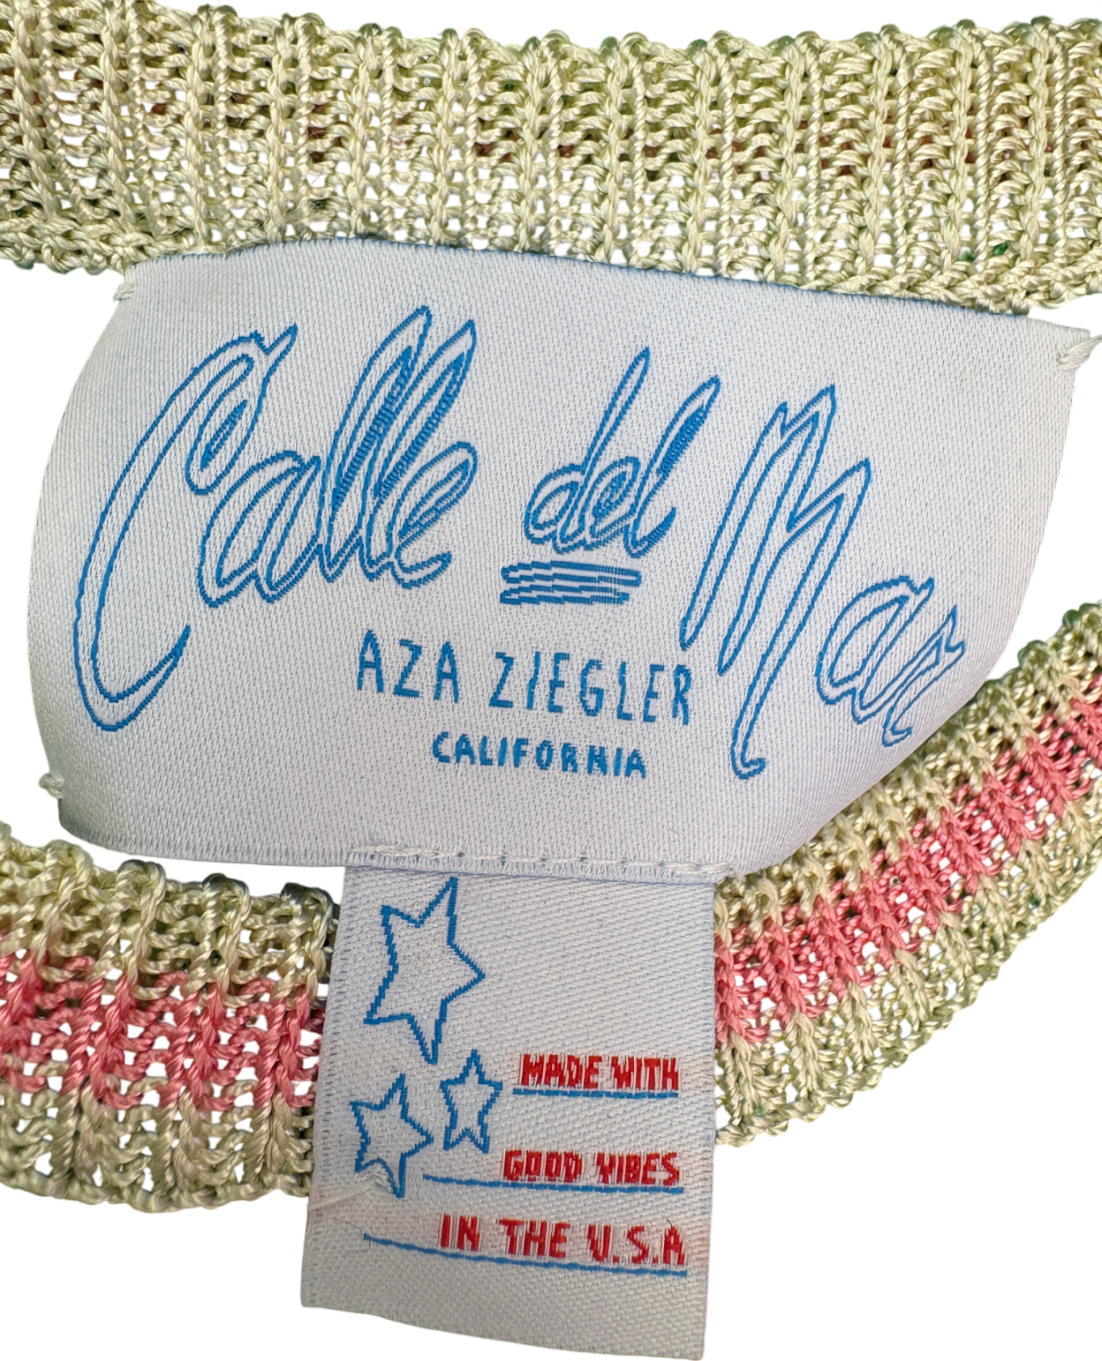 Calle del Mar
AZA ZIEGLER
CALIFORNIA
MADE WITH
GOOD VIBES
IN THE U.S.A